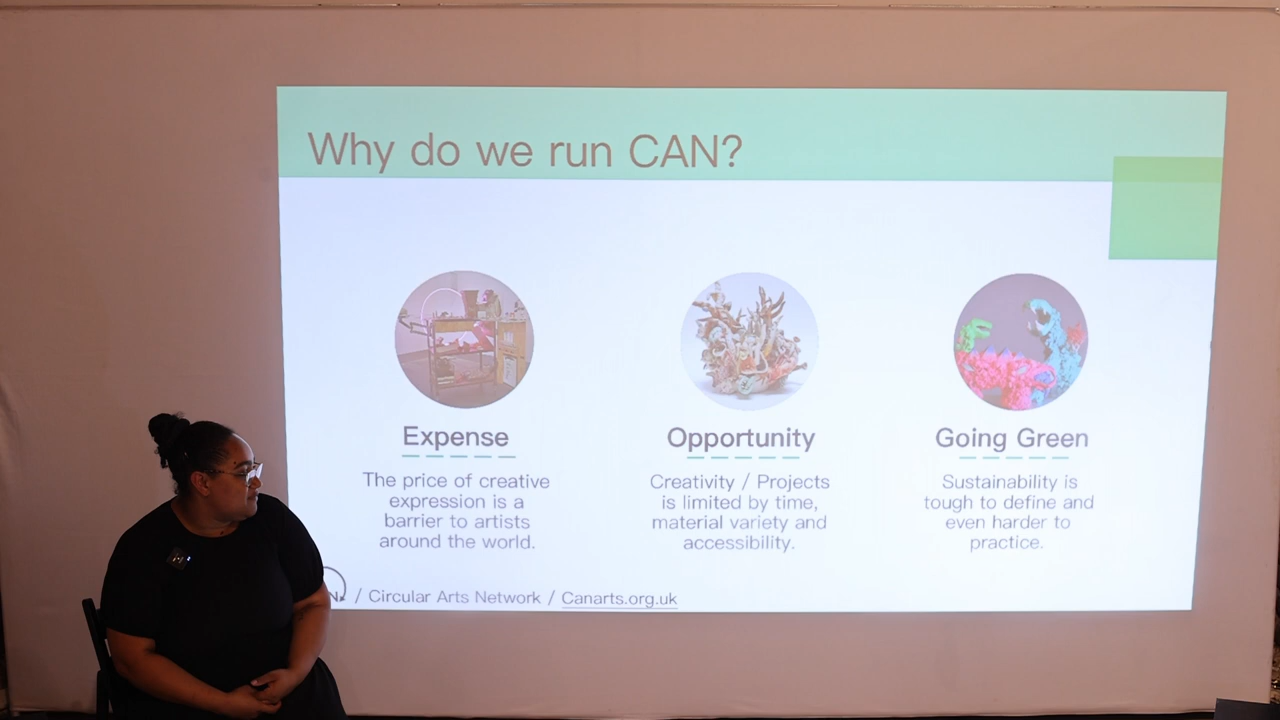 Why do we run CAN?
Expense
The price of creative
expression is a
barrier to artists
around the world.
Opportunity
Creativity / Projects
is limited by time,
material variety and
accessibility.
Going Green
Sustainability is
tough to define and
even harder to
practice.
/ Circular Arts Network / Canarts.org.uk